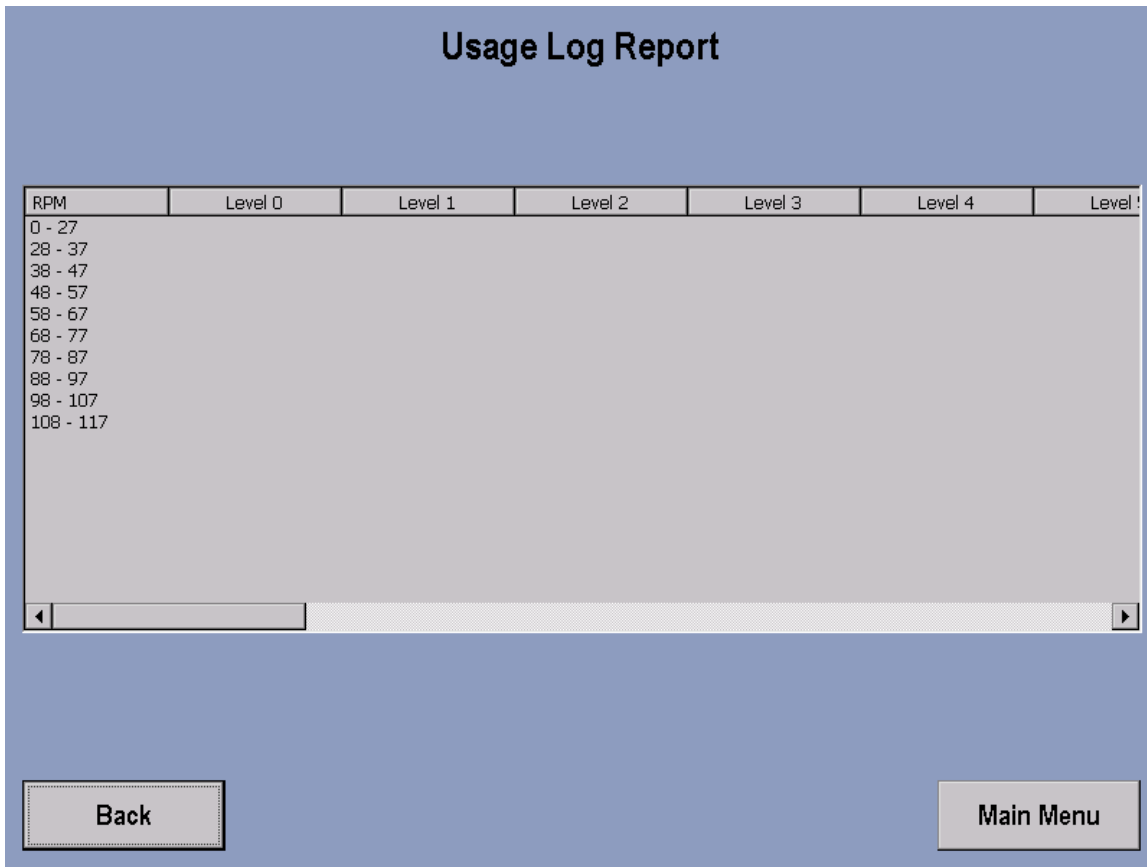 Usage Log Report
RPM Level 0 Level 1 Level 2 Level 3 Level 4 Level
0 - 27
28 - 37
38 - 47
48 - 57
58 - 67
68 - 77
78 - 87
88 - 97
98 - 107
108 - 117
Back Main Menu